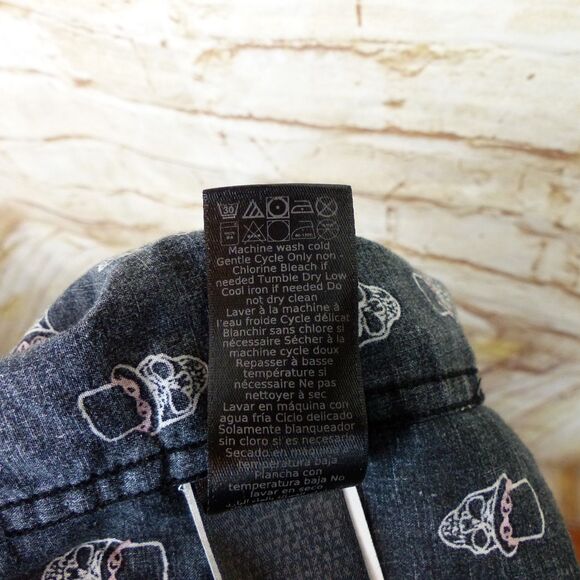 30
Machine wash cold
Gentle Cycle Only non -
Chlorine Bleach if
needed Tumble Dry Low
Cool iron if needed Do
not dry clean
Laver à la machine à
l'eau froide Cycle délicat
Blanchir sans chlore si
nécessaire Sécher à la
machine cycle doux
Repasser à basse
température si
nécessaire Ne pas
nettoyer à sec
Lavar en máquina con
agua fría Ciclo delicado
Solamente blanqueador
sin cloro si es necesario
Secado en máquina
temperatura baja
Plancha con
temperatura baja No
lavar en seco